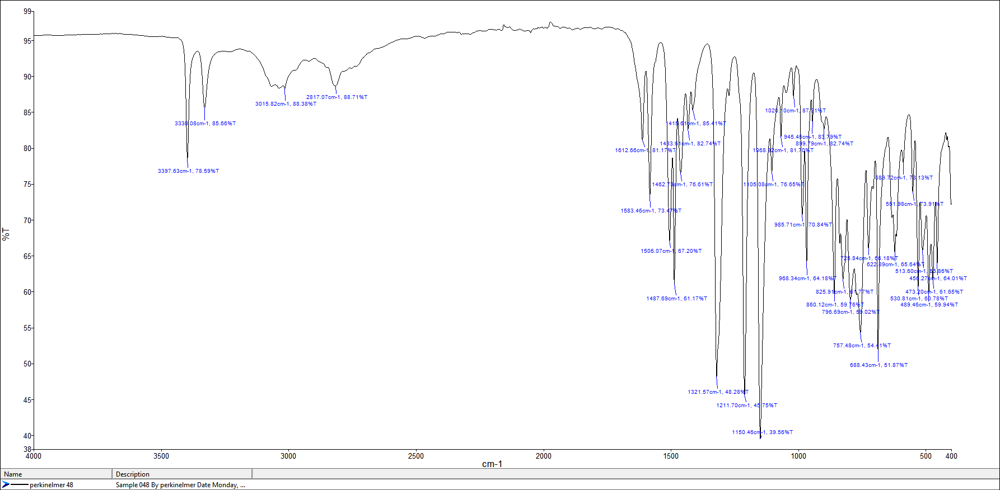 99
95
90
85
80
75
70
65
60
55
50
45
40
38
%T
3330.08cm-1, 85.66%T
3397.63cm-1, 78.59%T
3015.82cm-1, 88.38%T
2817.07cm-1, 88.71%T
1612.66cm-1, 81.17%T
1583.46cm-1, 73.47%T
1506.07cm-1, 67.20%T
1487.69cm-1, 61.17%T
1462.73cm-1, 76.61%T
1433.61cm-1, 82.74%T
1415.61cm-1, 85.41%T
1321.57cm-1, 48.28%T
1211.70cm-1, 45.75%T
1150.46cm-1, 39.56%T
1105.08cm-1, 76.65%T
1068.92cm-1, 81.70%T
1020.10cm-1, 87.21%T
985.71cm-1, 70.84%T
968.34cm-1, 64.18%T
945.45cm-1, 83.79%T
899.79cm-1, 82.74%T
860.12cm-1, 59.76%T
825.91cm-1, 61.77%T
796.69cm-1, 59.02%T
757.48cm-1, 54.41%T
725.84cm-1, 66.18%T
688.43cm-1, 51.87%T
622.89cm-1, 65.64%T
589.72cm-1, 78.13%T
551.98cm-1, 73.91%T
530.81cm-1, 60.78%T
513.60cm-1, 65.86%T
489.46cm-1, 59.94%T
473.20cm-1, 61.65%T
456.27cm-1, 64.01%T
4000 3500 3000 2500 2000 1500 1000 500 400
cm-1
Name Description
perkinelmer 48 Sample 048 By perkinelmer Date Monday, ...